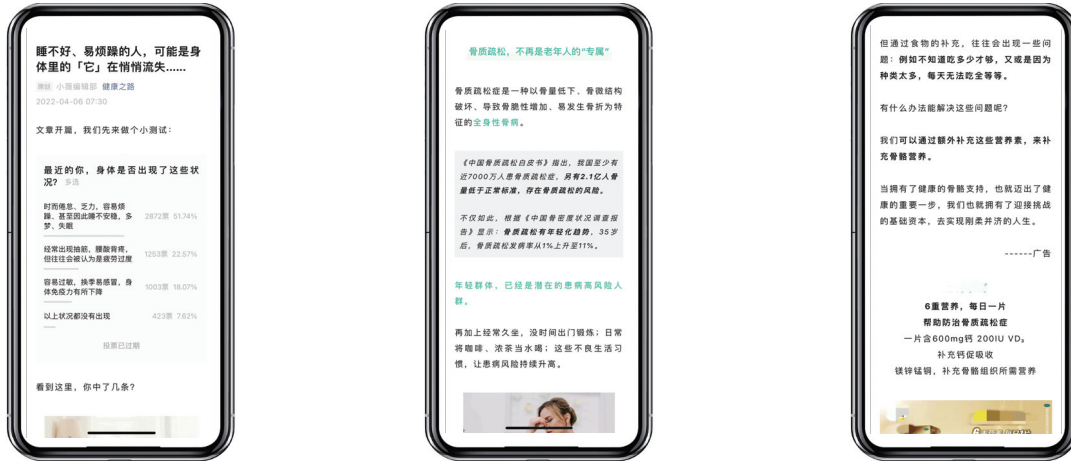 睡不好、易烦躁的人，可能是身
体里的「它」在悄悄流失......
原创 小薇编辑部 健康之路
2022-04-06 07:30
文章开篇，我们先来做个小测试：
最近的你，身体是否出现了这些状
况？ 多选
时而倦怠、乏力，容易烦
躁、甚至因此睡不安稳，多
梦、失眠
2872票 51.74%
经常出现抽筋，腰酸背疼，
但往往会被认为是疲劳过度
1253票 22.57%
容易过敏，换季易感冒，身
体免疫力有所下降
1003票 18.07%
以上状况都没有出现
423票 7.62%
投票已过期
看到这里，你中了几条？
骨质疏松，不再是老年人的“专属”
骨质疏松症是一种以骨量低下、骨微结构
破坏、导致骨脆性增加、易发生骨折为特
征的全身性骨病。
《中国骨质疏松白皮书》指出，我国至少有
近7000万人患骨质疏松症，另有2.1亿人骨
量低于正常标准，存在骨质疏松的风险。
不仅如此，根据《中国骨密度状况调查报
告》显示：骨质疏松有年轻化趋势，35岁
后，骨质疏松发病率从1%上升至11%。
年轻群体，已经是潜在的患病高风险人
群。
再加上经常久坐，没时间出门锻炼；日常
将咖啡、浓茶当水喝；这些不良生活习
惯，让患病风险持续升高。
但通过食物的补充，往往会出现一些问
题：例如不知道吃多少才够，又或是因为
种类太多，每天无法吃全等等。
有什么办法能解决这些问题呢？
我们可以通过额外补充这些营养素，来补
充骨骼营养。
当拥有了健康的骨骼支持，也就迈出了健
康的重要一步，我们也就拥有了迎接挑战
的基础资本，去实现刚柔并济的人生。
------广告
6重营养，每日一片
帮助防治骨质疏松症
一片含600mg钙 200IU VD₃
补充钙促吸收
镁锌锰铜，补充骨骼组织所需营养